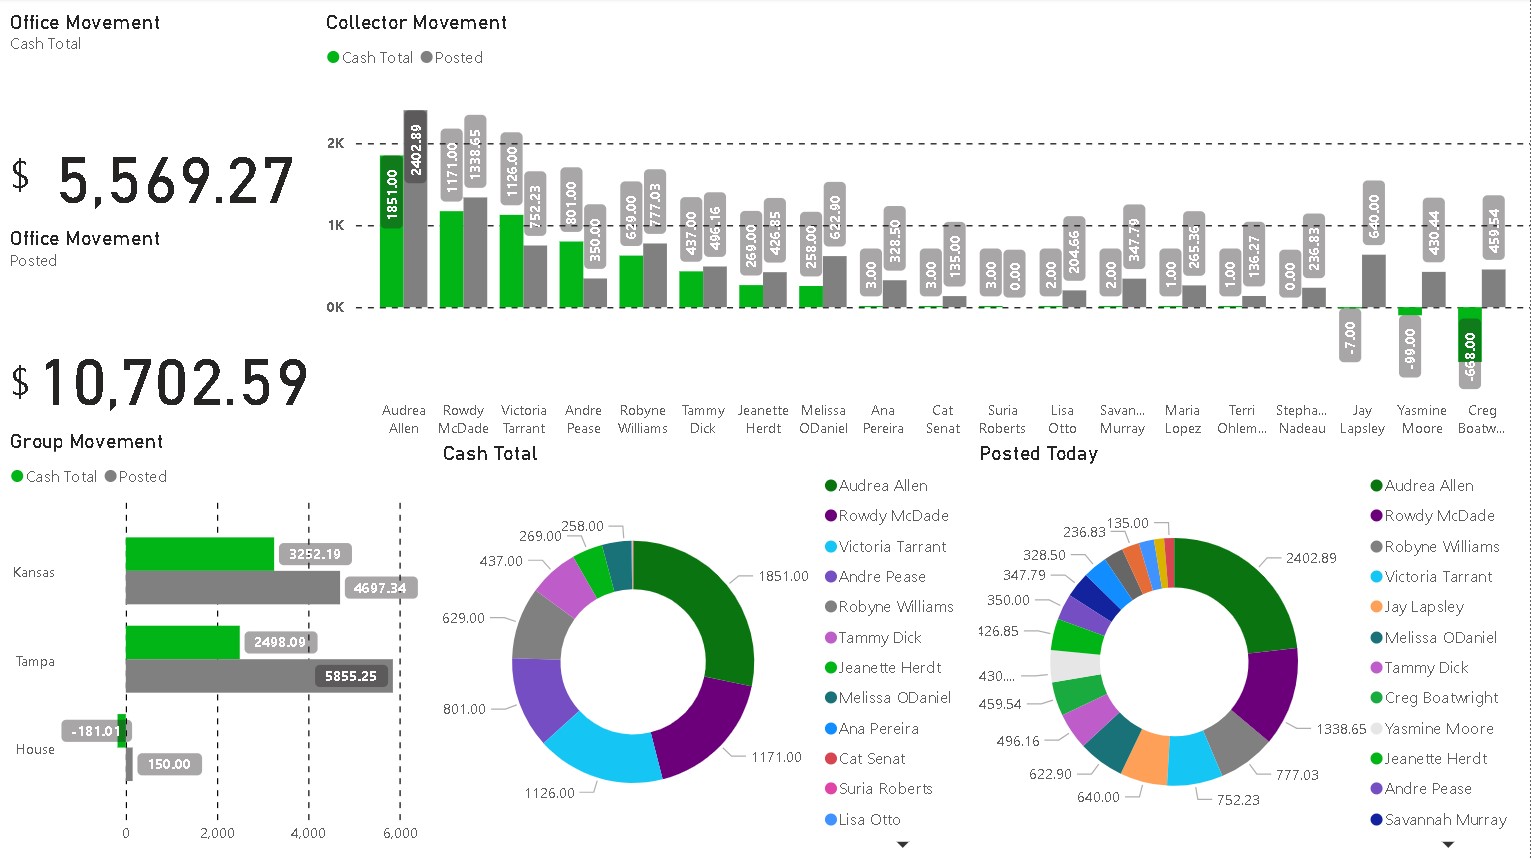 Office Movement
Cash Total
$ 5,569.27
Office Movement
Posted
$ 10,702.59
Collector Movement
Cash Total Posted
2K
1K
0K
1851.00
2402.89
1171.00
1338.65
1126.00
752.23
801.00
350.00
629.00
777.03
437.00
496.16
269.00
426.85
258.00
622.90
3.00
328.50
3.00
135.00
3.00
0.00
2.00
204.66
2.00
347.79
1.00
265.36
1.00
136.27
0.00
236.83
-7.00
640.00
-99.00
430.44
-668.00
459.54
Audrea Allen
Rowdy McDade
Victoria Tarrant
Andre Pease
Robyne Williams
Tammy Dick
Jeanette Herdt
Melissa ODaniel
Ana Pereira
Cat Senat
Suria Roberts
Lisa Otto
Savan... Murray
Maria Lopez
Terri Ohlem...
Stepha... Nadeau
Jay Lapsley
Yasmine Moore
Creg Boatw...
Group Movement
Cash Total Posted
Kansas
3252.19
4697.34
Tampa
2498.09
5855.25
House
-181.01
150.00
0
2,000
4,000
6,000
Cash Total
1851.00
1171.00
1126.00
801.00
629.00
437.00
269.00
258.00
Audrea Allen
Rowdy McDade
Victoria Tarrant
Andre Pease
Robyne Williams
Tammy Dick
Jeanette Herdt
Melissa ODaniel
Ana Pereira
Cat Senat
Suria Roberts
Lisa Otto
Posted Today
2402.89
1338.65
777.03
752.23
640.00
622.90
496.16
459.54
430....
426.85
350.00
347.79
328.50
236.83
135.00
Audrea Allen
Rowdy McDade
Robyne Williams
Victoria Tarrant
Jay Lapsley
Melissa ODaniel
Tammy Dick
Creg Boatwright
Yasmine Moore
Jeanette Herdt
Andre Pease
Savannah Murray